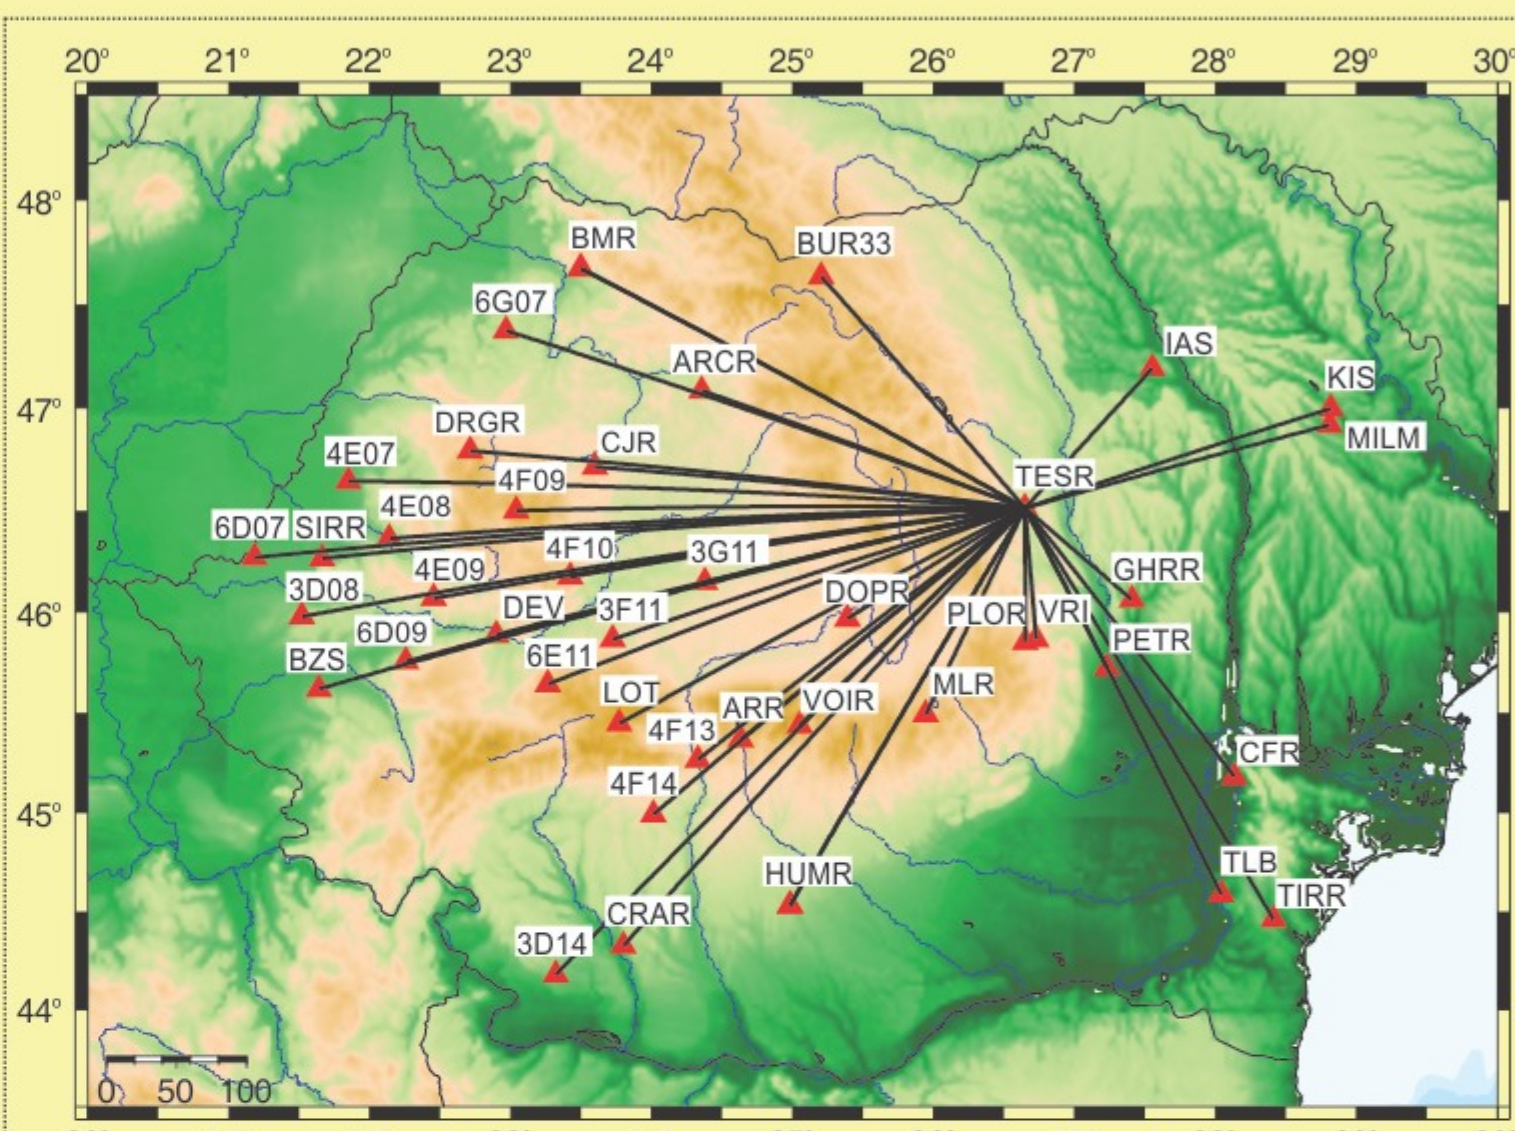 20° 21° 22° 23° 24° 25° 26° 27° 28° 29° 30°
48°
BMR
BUR33
6G07
IAS
ARCR
KIS
47°
DRGR
CJR
MILM
4E07
4F09
TESR
4E08
6D07 SIRR
4F10
3G11
4E09
GHRR
3D08
DOPR
46°
DEV
3F11
PLOR
VRI
6D09
PETR
BZS
6E11
LOT
MLR
ARR
VOIR
4F13
CFR
4F14
45°
TLB
HUMR
TIRR
CRAR
3D14
44°
0 50 100